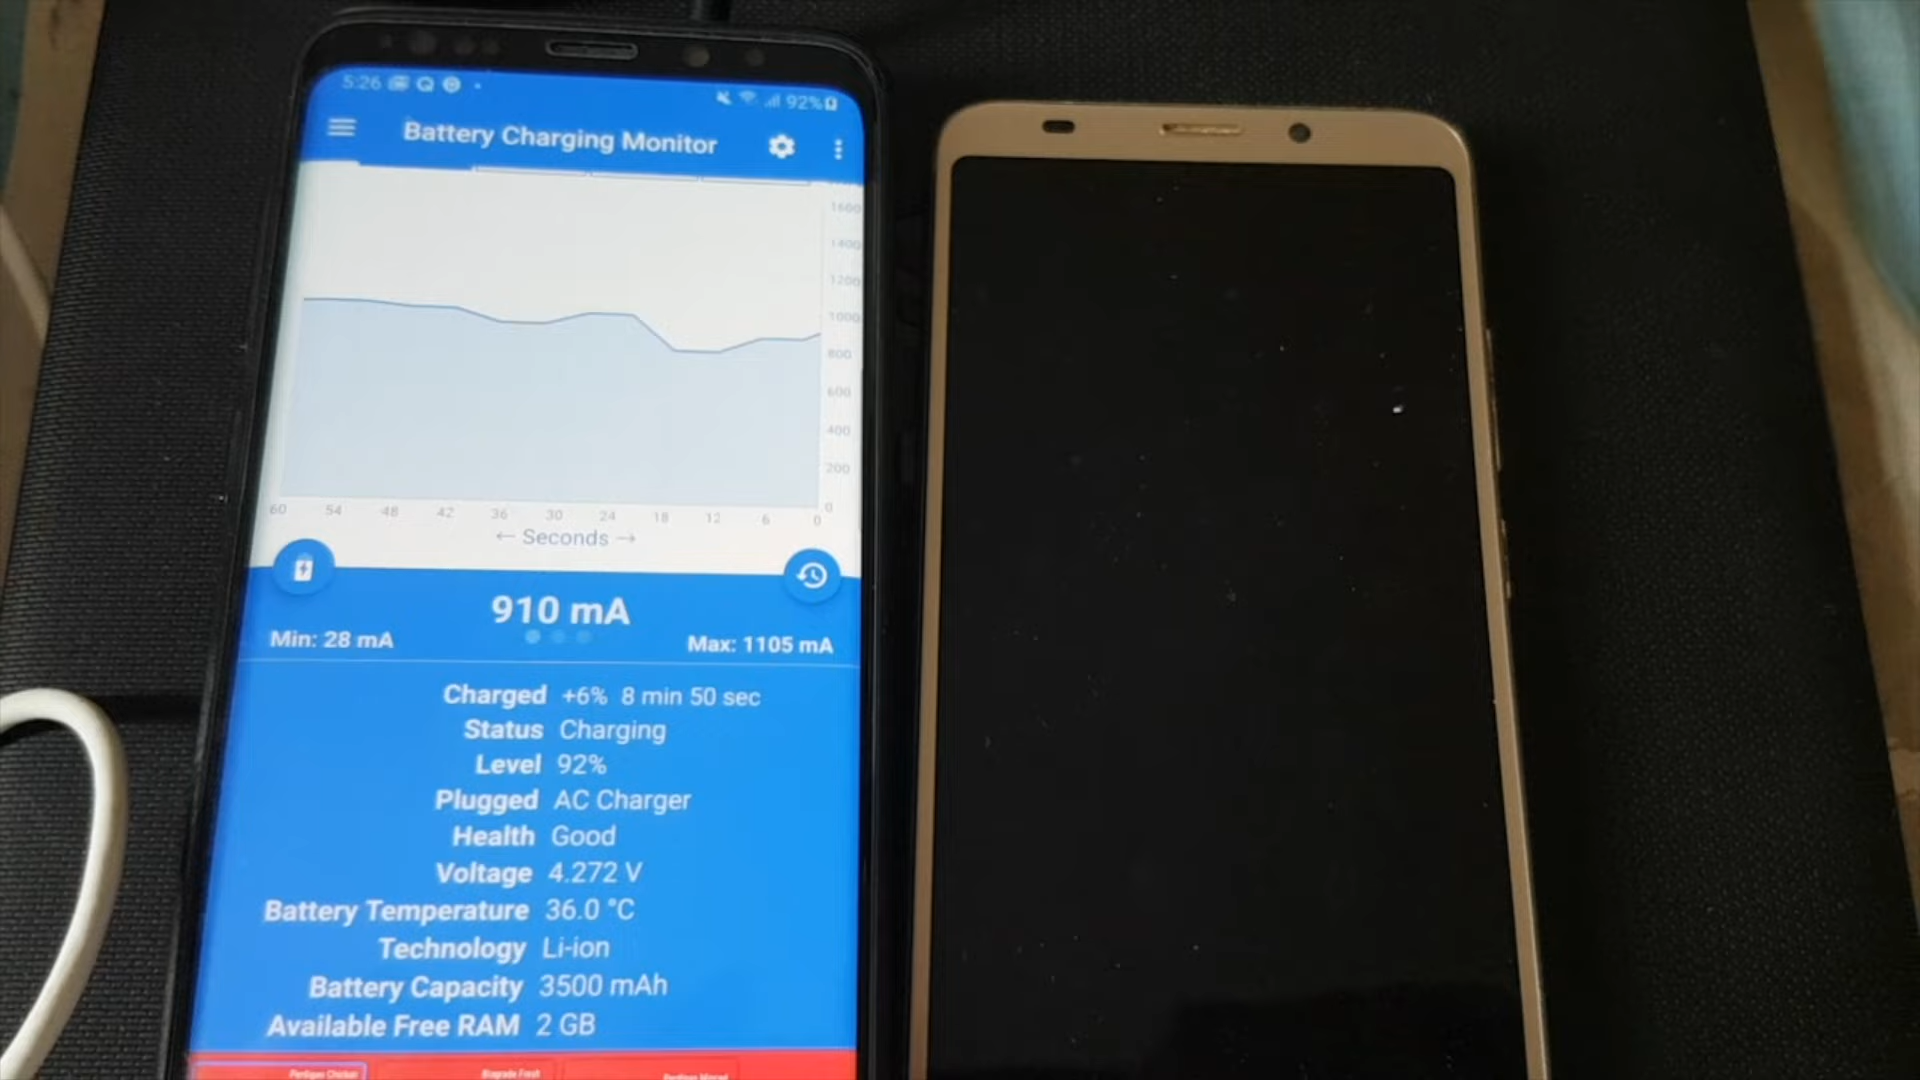 5:26
92%
Battery Charging Monitor
1600
1400
1200
1000
800
600
400
200
0
60 54 48 42 36 30 24 18 12 6 0
← Seconds →
910 mA
Min: 28 mA
Max: 1105 mA
Charged +6% 8 min 50 sec
Status Charging
Level 92%
Plugged AC Charger
Health Good
Voltage 4.272 V
Battery Temperature 36.0 °C
Technology Li-ion
Battery Capacity 3500 mAh
Available Free RAM 2 GB